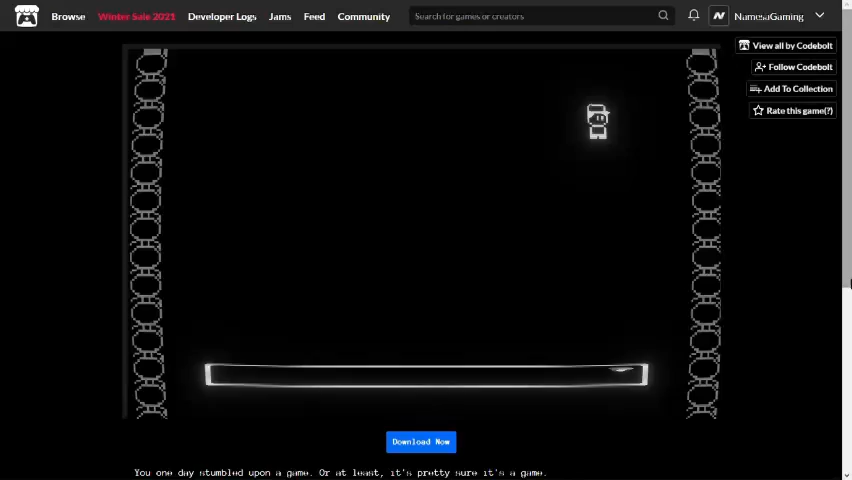 Browse Winter Sale 2021 Developer Logs Jams Feed Community Search for games or creators NamesaGaming
View all by Codebolt
Follow Codebolt
Add To Collection
Rate this game(?)
Download Now
You one day stumbled upon a game. Or at least, it's pretty sure it's a game.